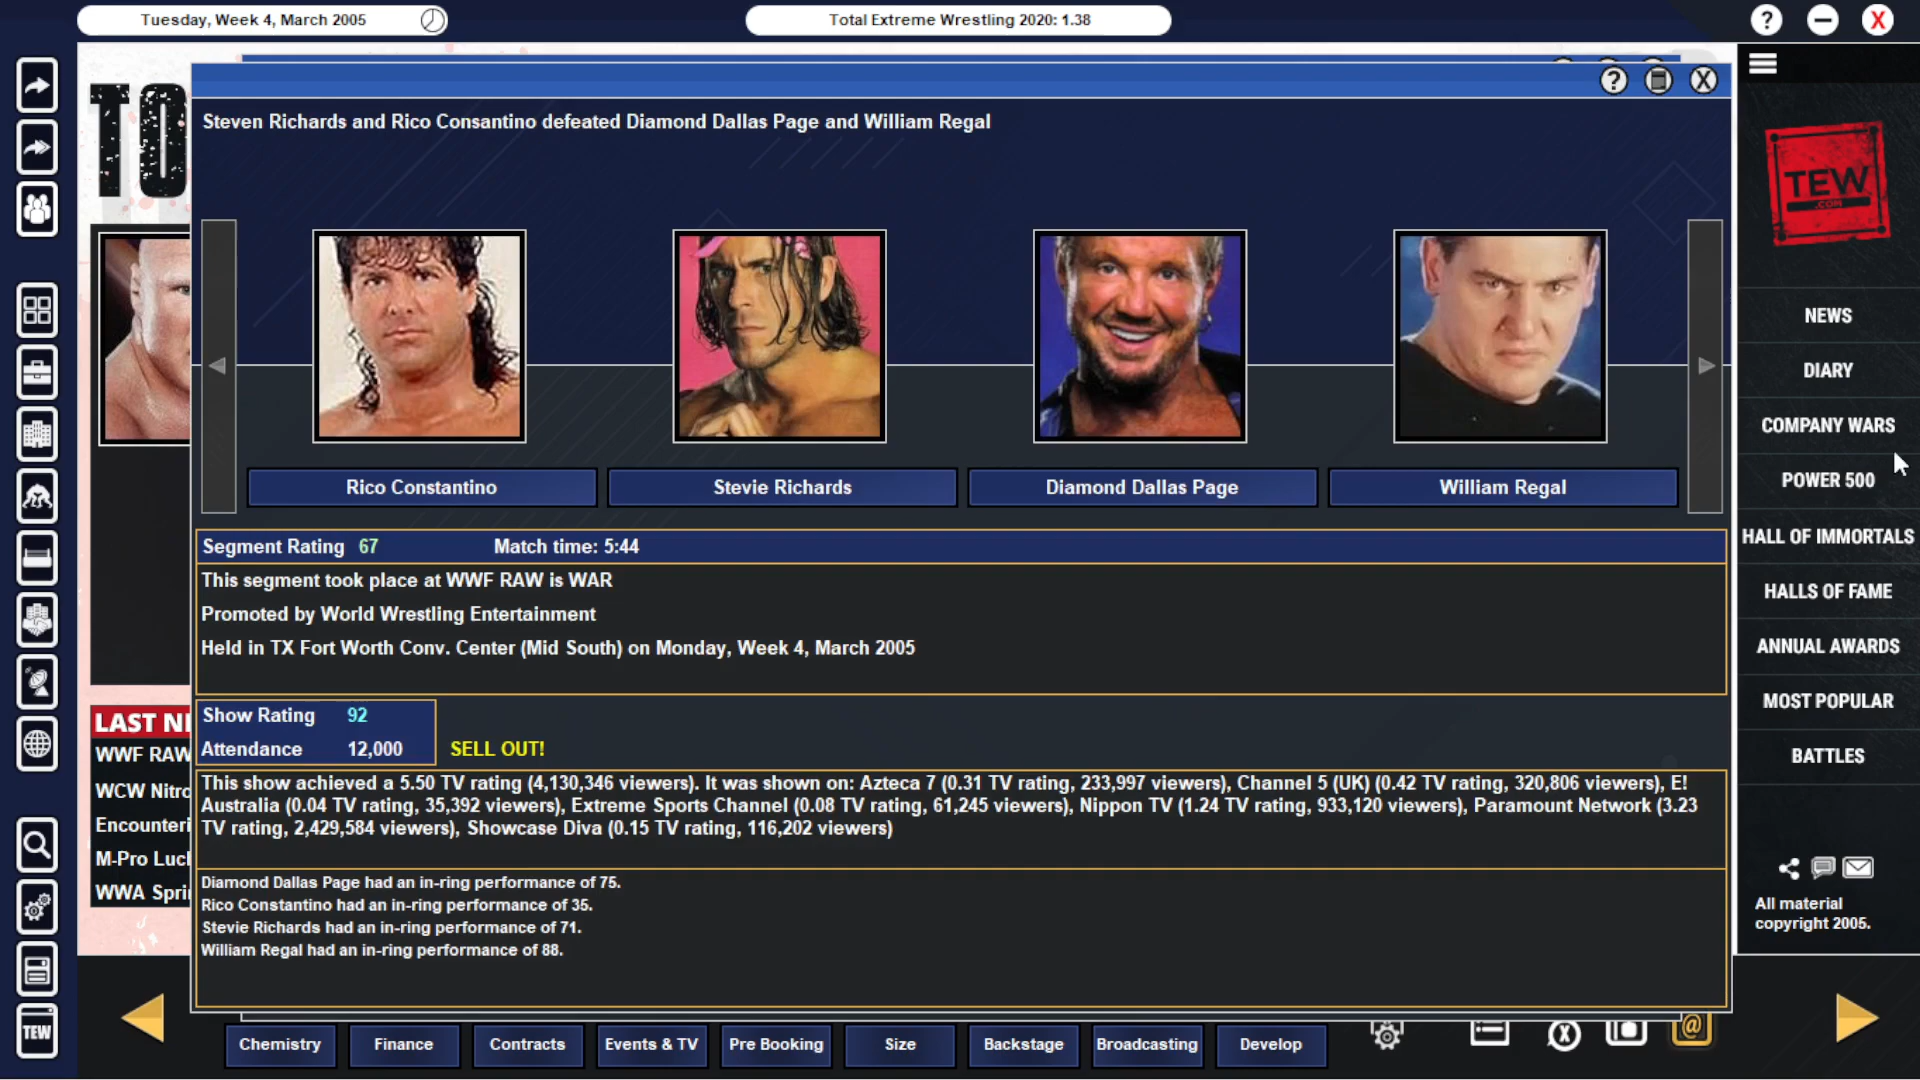 Tuesday, Week 4, March 2005
Total Extreme Wrestling 2020: 1.38
? X
TO
? X
Steven Richards and Rico Consantino defeated Diamond Dallas Page and William Regal
Rico Constantino
Stevie Richards
Diamond Dallas Page
William Regal
Segment Rating 67 Match time: 5:44
This segment took place at WWF RAW is WAR
Promoted by World Wrestling Entertainment
Held in TX Fort Worth Conv. Center (Mid South) on Monday, Week 4, March 2005
Show Rating 92
Attendance 12,000 SELL OUT!
This show achieved a 5.50 TV rating (4,130,346 viewers). It was shown on: Azteca 7 (0.31 TV rating, 233,997 viewers), Channel 5 (UK) (0.42 TV rating, 320,806 viewers), E!
Australia (0.04 TV rating, 35,392 viewers), Extreme Sports Channel (0.08 TV rating, 61,245 viewers), Nippon TV (1.24 TV rating, 933,120 viewers), Paramount Network (3.23
TV rating, 2,429,584 viewers), Showcase Diva (0.15 TV rating, 116,202 viewers)
Diamond Dallas Page had an in-ring performance of 75.
Rico Constantino had an in-ring performance of 35.
Stevie Richards had an in-ring performance of 71.
William Regal had an in-ring performance of 88.
LAST NI
WWF RAW
WCW Nitro
Encounteri
M-Pro Luc
WWA Spri
TEW
.COM
NEWS
DIARY
COMPANY WARS
POWER 500
HALL OF IMMORTALS
HALLS OF FAME
ANNUAL AWARDS
MOST POPULAR
BATTLES
All material
copyright 2005.
TEW
Chemistry
Finance
Contracts
Events & TV
Pre Booking
Size
Backstage
Broadcasting
Develop
X
@